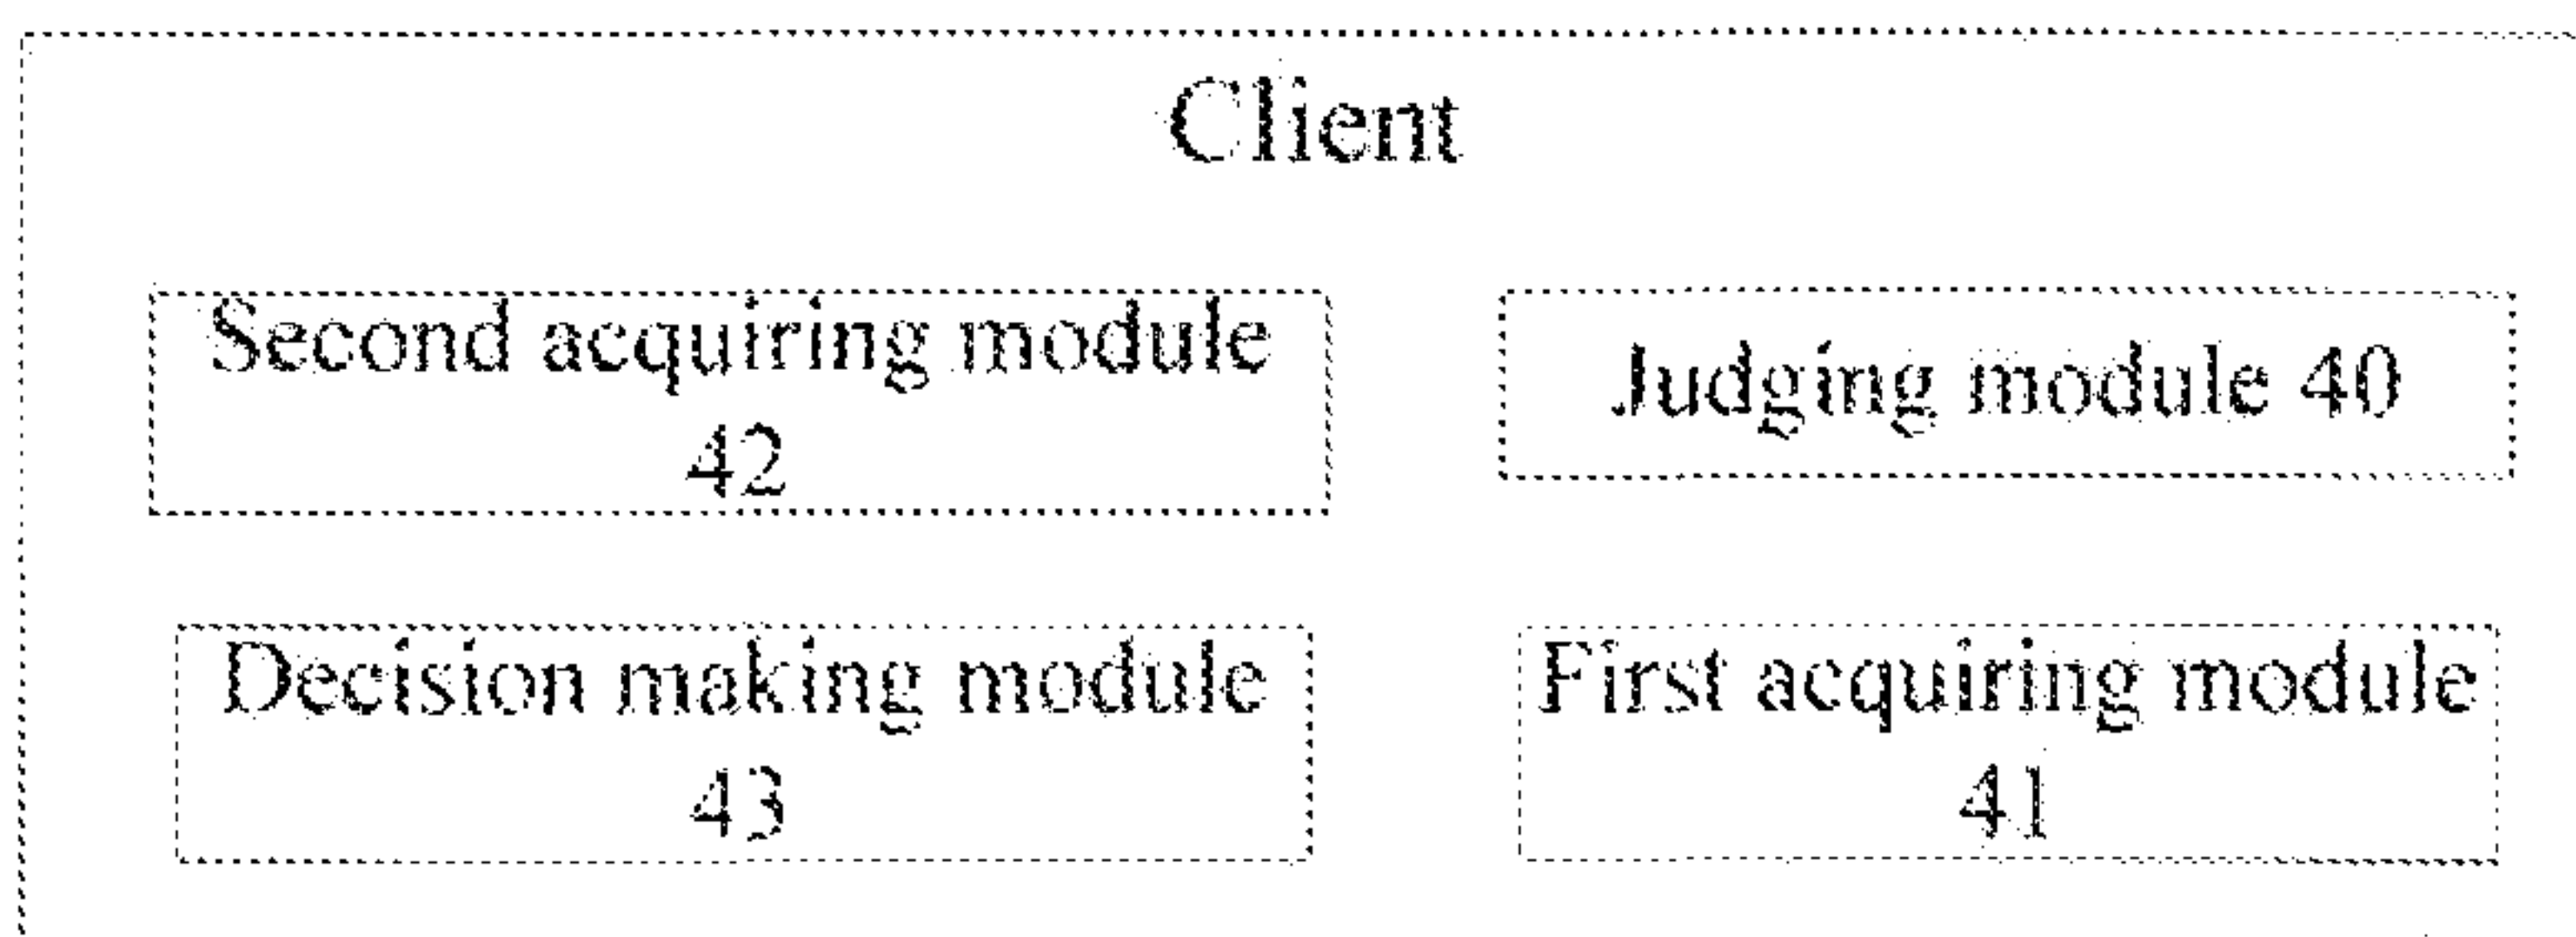 Client
Second acquiring module
42
Judging module 40
Decision making module
43
First acquiring module
41